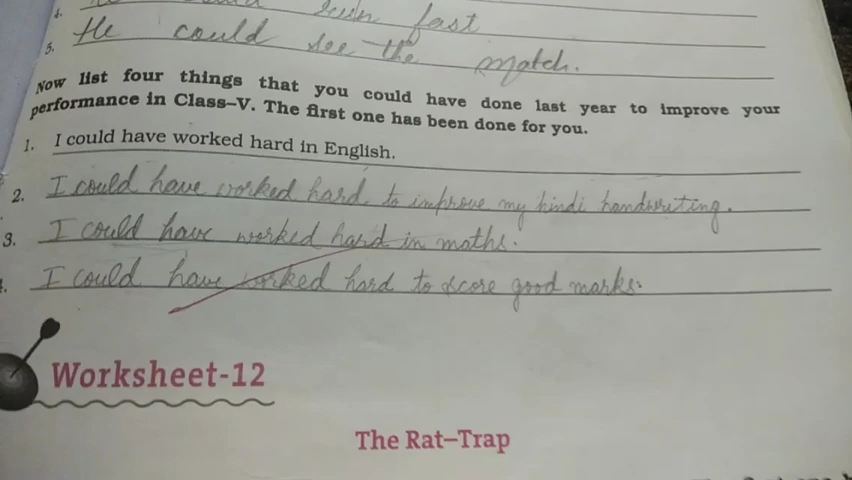 4. run fast
5. He could see the match.
Now list four things that you could have done last year to improve your
performance in Class–V. The first one has been done for you.
1. I could have worked hard in English.
2. I could have worked hard to improve my hindi handwriting.
3. I could have worked hard in maths.
I could have worked hard to score good marks.
Worksheet-12
The Rat–Trap